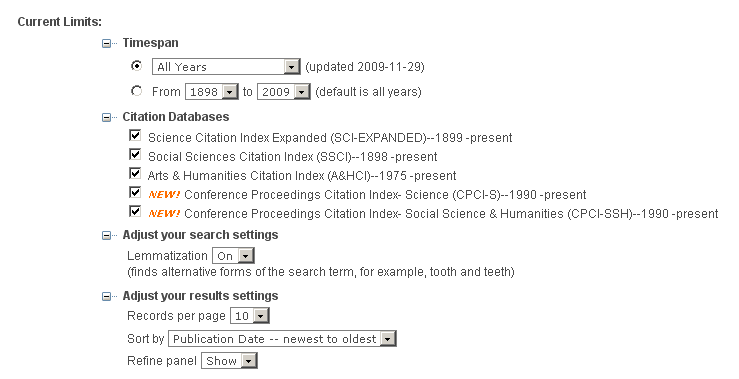 Current Limits:
Timespan
All Years (updated 2009-11-29)
From 1898 to 2009 (default is all years)
Citation Databases
Science Citation Index Expanded (SCI-EXPANDED)--1899 -present
Social Sciences Citation Index (SSCI)--1898 -present
Arts & Humanities Citation Index (A&HCI)--1975 -present
NEW! Conference Proceedings Citation Index- Science (CPCI-S)--1990 -present
NEW! Conference Proceedings Citation Index- Social Science & Humanities (CPCI-SSH)--1990 -present
Adjust your search settings
Lemmatization On
(finds alternative forms of the search term, for example, tooth and teeth)
Adjust your results settings
Records per page 10
Sort by Publication Date -- newest to oldest
Refine panel Show